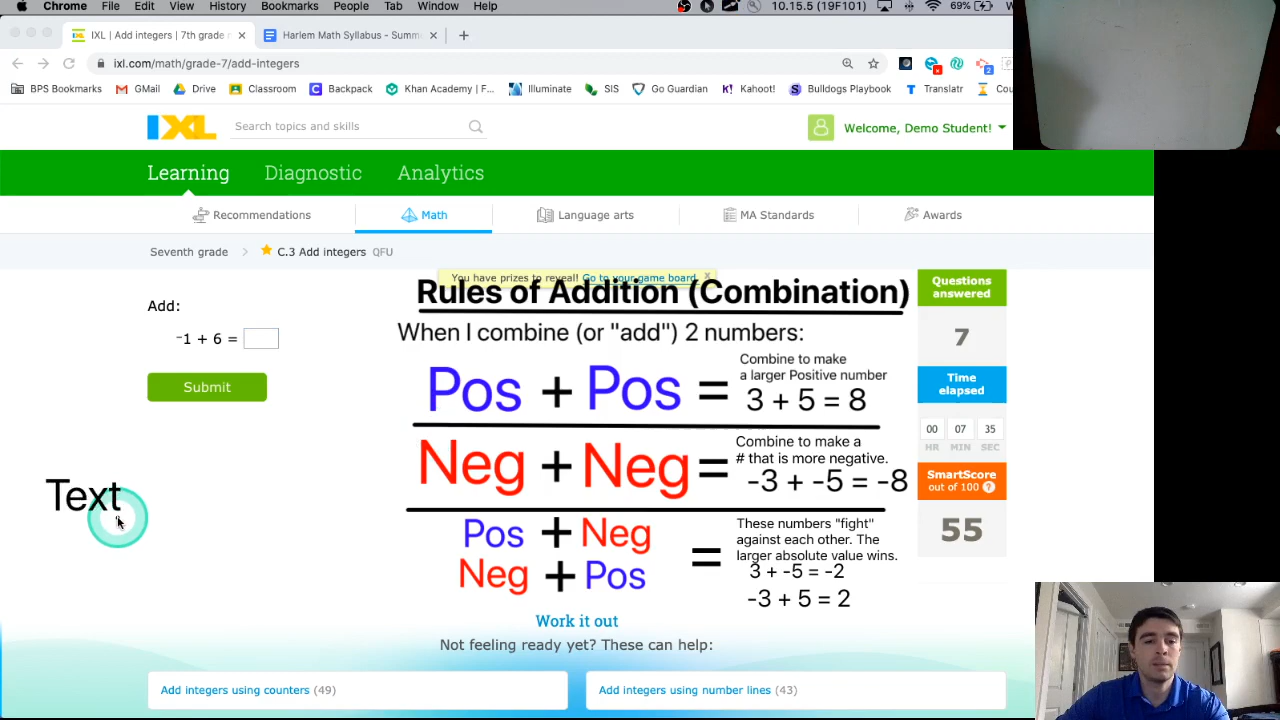 Chrome File Edit View History Bookmarks People Tab Window Help 10.15.5 (19F101) 69%
IXL | Add integers | 7th grade
Harlem Math Syllabus - Summe
ixl.com/math/grade-7/add-integers
BPS Bookmarks GMail Drive Classroom Backpack Khan Academy | F... Illuminate SIS Go Guardian Kahoot! Bulldogs Playbook Translatr Cou
IXL Search topics and skills Welcome, Demo Student!
Learning Diagnostic Analytics
Recommendations Math Language arts MA Standards Awards
Seventh grade > C.3 Add integers QFU
You have prizes to reveal! Go to your game board.
Add:
-1 + 6 =
Submit
Text
Rules of Addition (Combination)
When I combine (or "add") 2 numbers:
Pos + Pos =
Combine to make
a larger Positive number
3 + 5 = 8
Neg + Neg =
Combine to make a
# that is more negative.
-3 + -5 = -8
Pos + Neg
Neg + Pos
=
These numbers "fight"
against each other. The
larger absolute value wins.
3 + -5 = -2
-3 + 5 = 2
Questions
answered
7
Time
elapsed
00 07 35
HR MIN SEC
SmartScore
out of 100 ?
55
Work it out
Not feeling ready yet? These can help:
Add integers using counters (49)
Add integers using number lines (43)